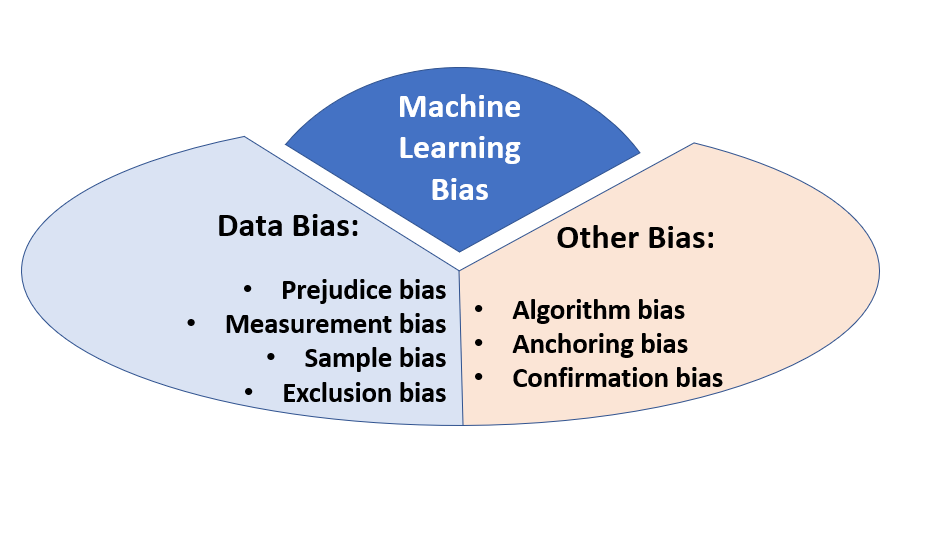 Machine
Learning
Bias
Data Bias:
• Prejudice bias
• Measurement bias
• Sample bias
• Exclusion bias
Other Bias:
• Algorithm bias
• Anchoring bias
• Confirmation bias